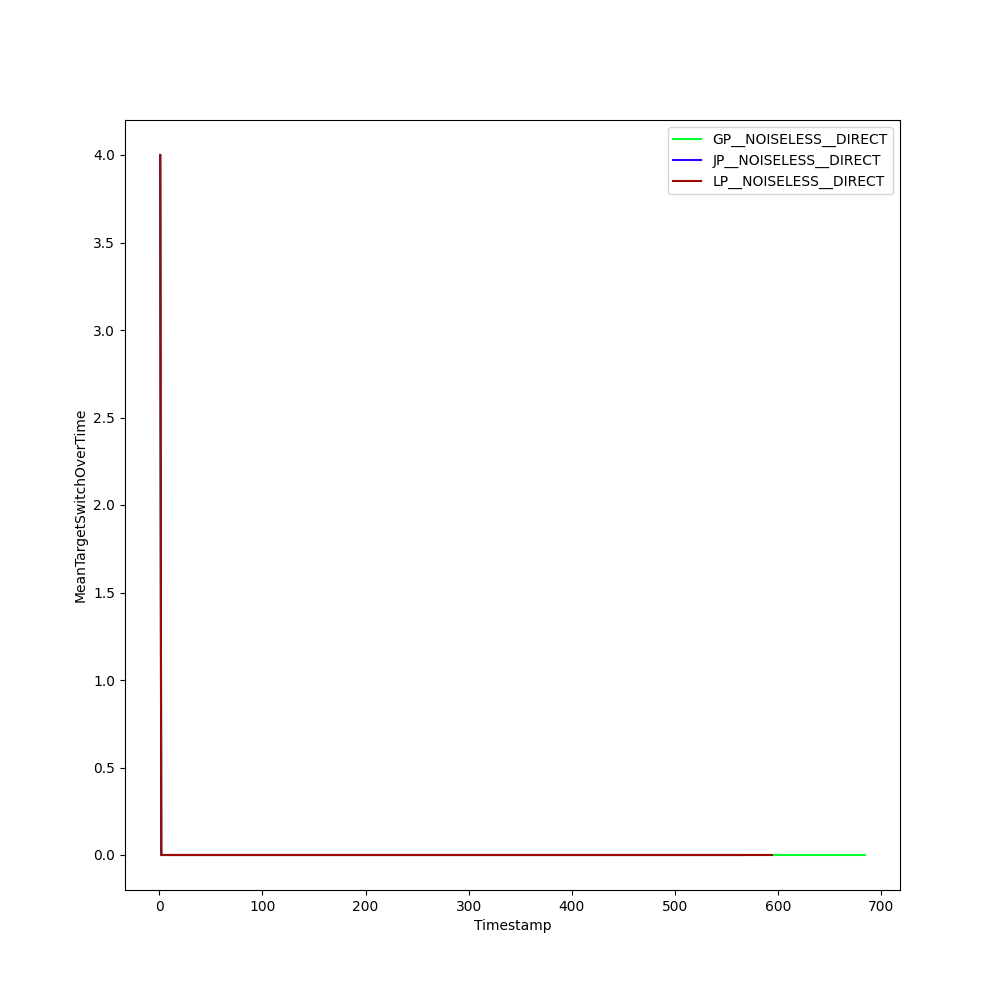 GP__NOISELESS__DIRECT
JP__NOISELESS__DIRECT
LP__NOISELESS__DIRECT
4.0
3.5
3.0
2.5
2.0
1.5
1.0
0.5
0.0
MeanTargetSwitchOverTime
0 100 200 300 400 500 600 700
Timestamp